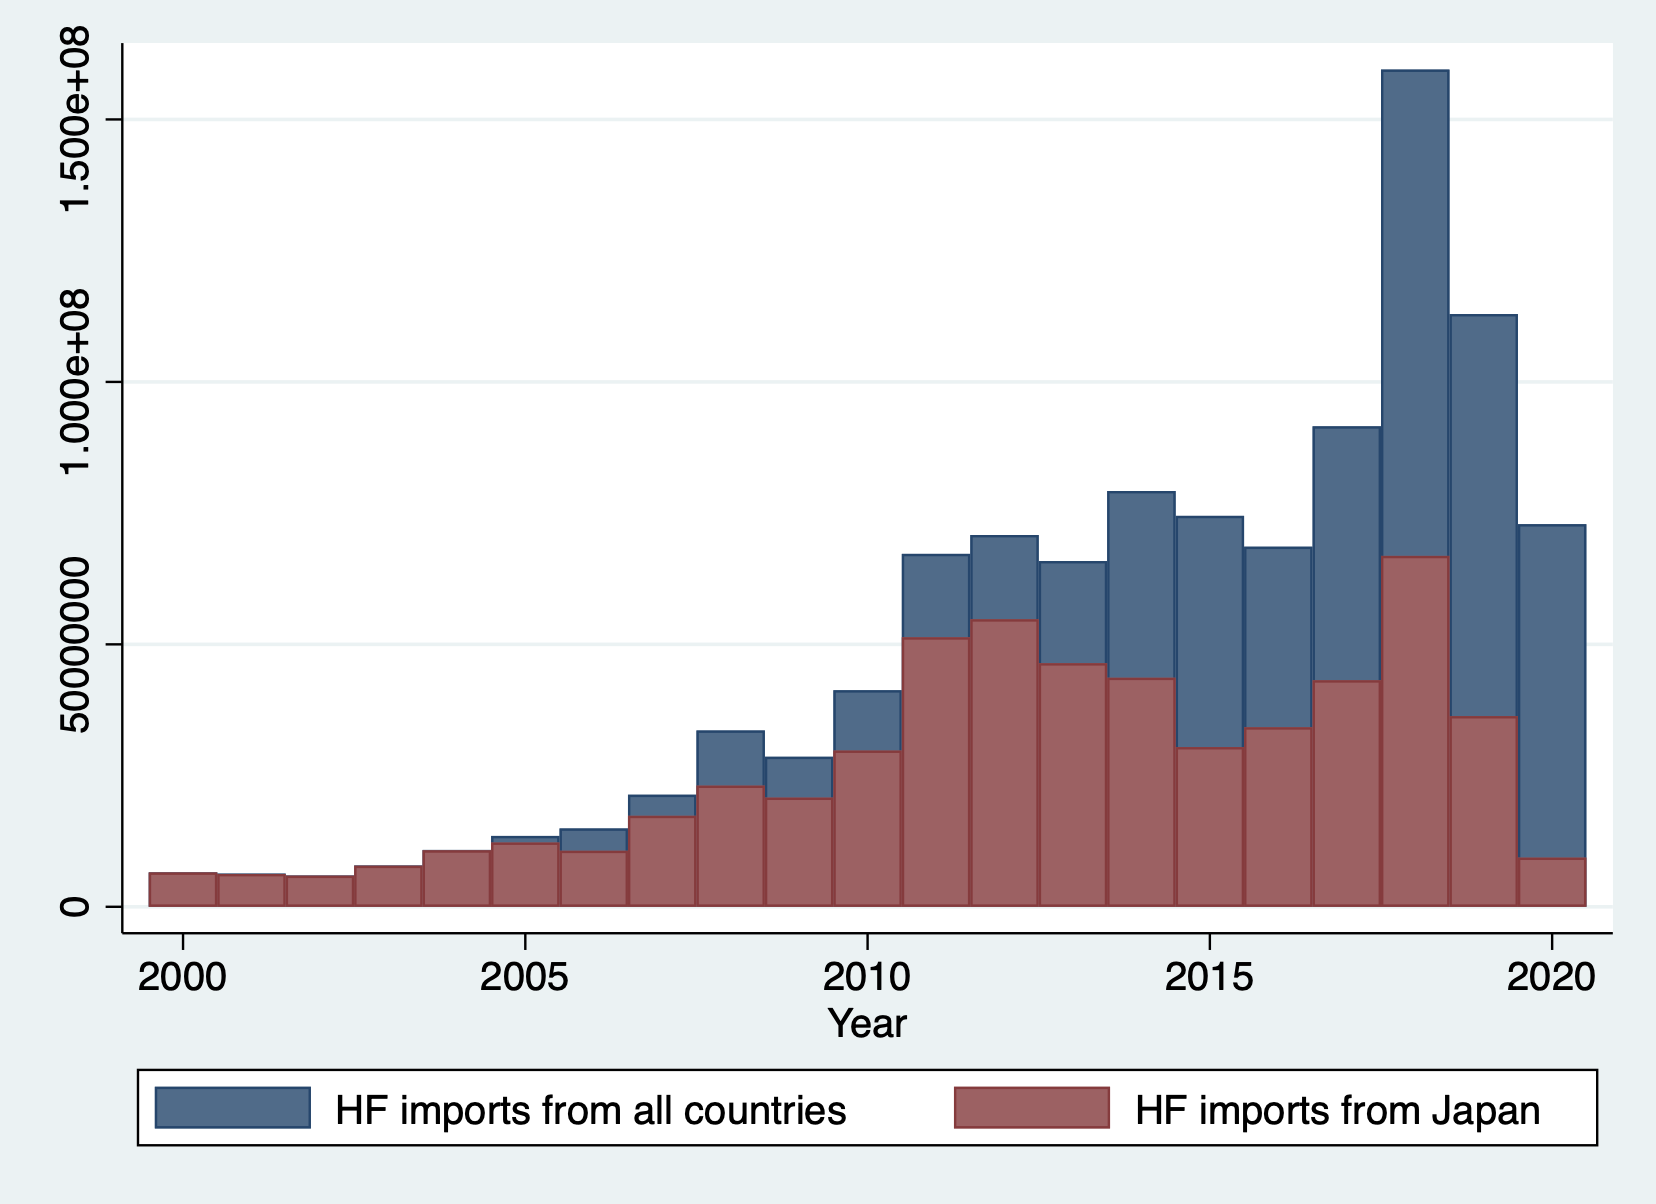 1.500e+08
1.000e+08
50000000
0
2000 2005 2010 2015 2020
Year
HF imports from all countries HF imports from Japan